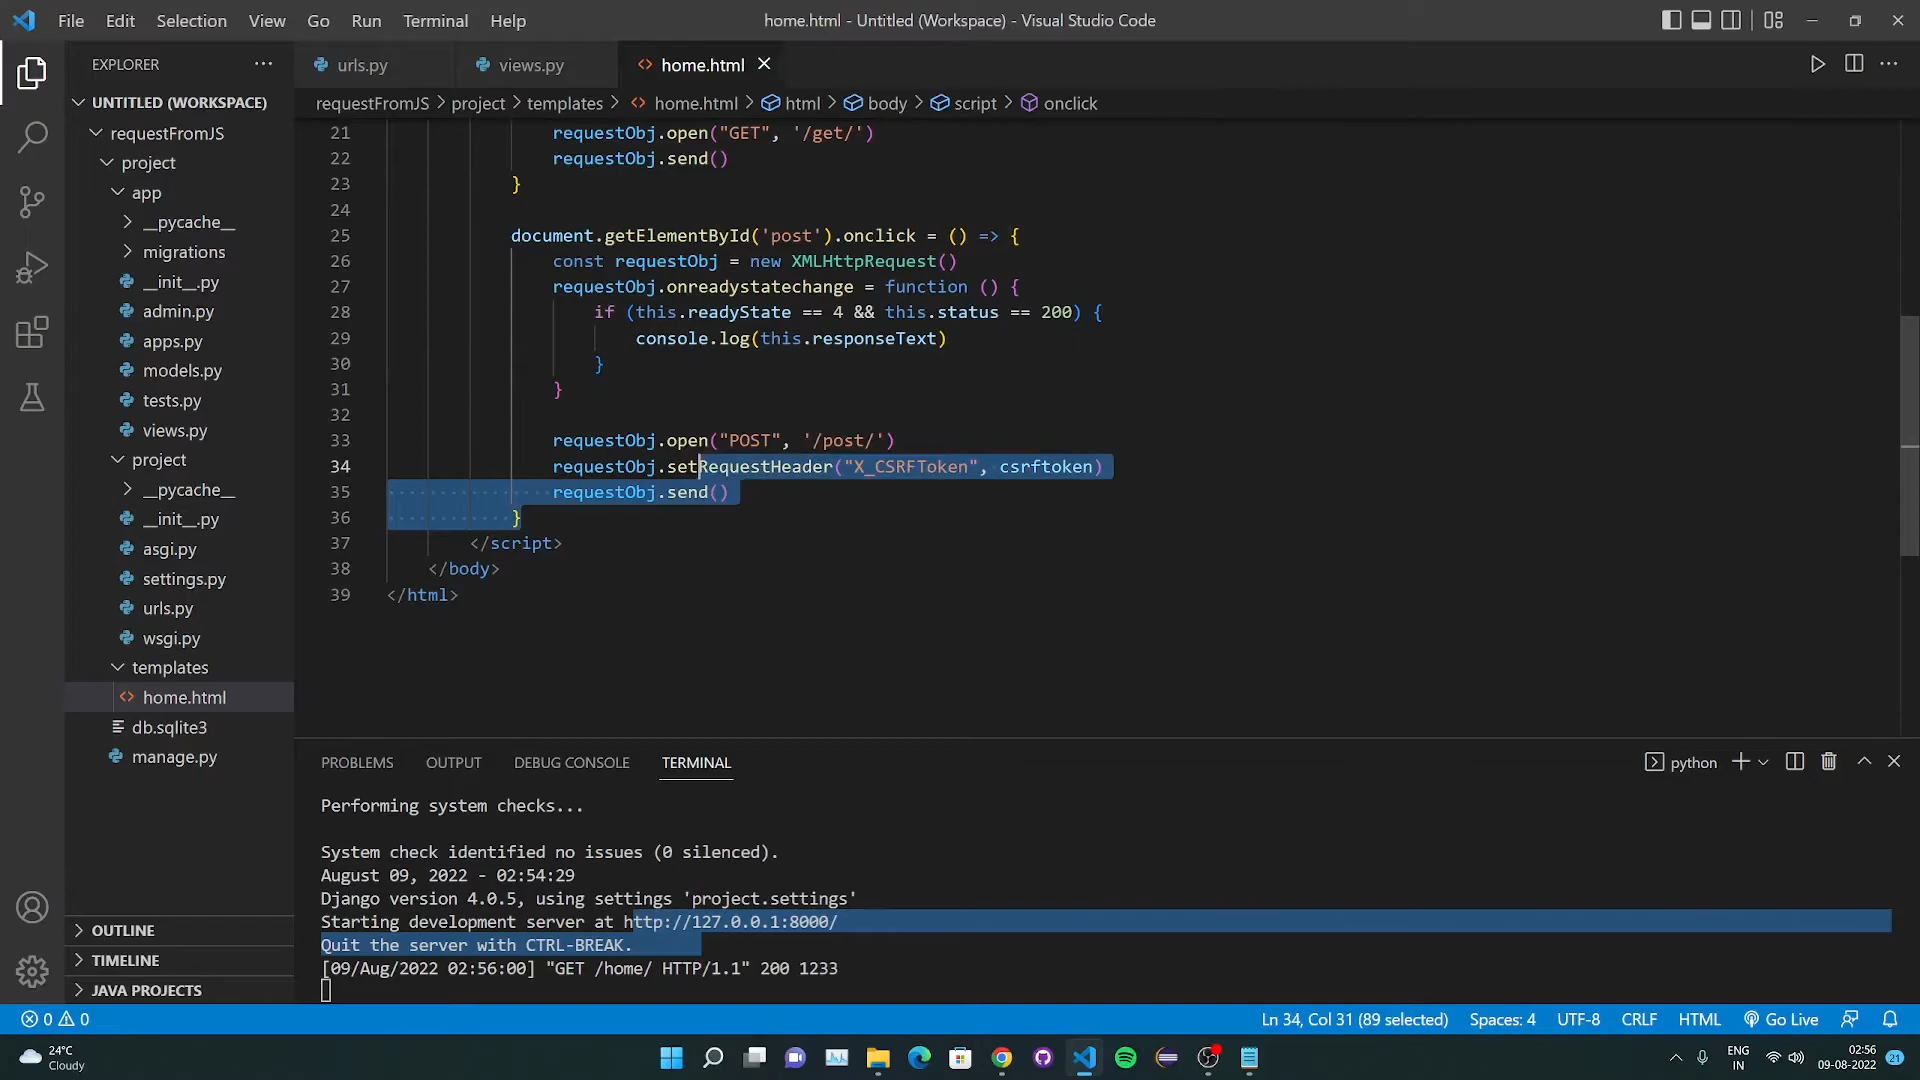 File Edit Selection View Go Run Terminal Help
home.html - Untitled (Workspace) - Visual Studio Code
EXPLORER
UNTITLED (WORKSPACE)
requestFromJS
project
app
__pycache__
migrations
__init__.py
admin.py
apps.py
models.py
tests.py
views.py
project
__pycache__
__init__.py
asgi.py
settings.py
urls.py
wsgi.py
templates
home.html
db.sqlite3
manage.py
OUTLINE
TIMELINE
JAVA PROJECTS
urls.py views.py home.html
requestFromJS > project > templates > home.html > html > body > script > onclick
21 requestObj.open("GET", '/get/')
22 requestObj.send()
23 }
24
25 document.getElementById('post').onclick = () => {
26 const requestObj = new XMLHttpRequest()
27 requestObj.onreadystatechange = function () {
28 if (this.readyState == 4 && this.status == 200) {
29 console.log(this.responseText)
30 }
31 }
32
33 requestObj.open("POST", '/post/')
34 requestObj.setRequestHeader("X_CSRFToken", csrftoken)
35 requestObj.send()
36 }
37 </script>
38 </body>
39 </html>
PROBLEMS OUTPUT DEBUG CONSOLE TERMINAL
python
Performing system checks...
System check identified no issues (0 silenced).
August 09, 2022 - 02:54:29
Django version 4.0.5, using settings 'project.settings'
Starting development server at http://127.0.0.1:8000/
Quit the server with CTRL-BREAK.
[09/Aug/2022 02:56:00] "GET /home/ HTTP/1.1" 200 1233
0 0
Ln 34, Col 31 (89 selected) Spaces: 4 UTF-8 CRLF HTML Go Live
24°C
Cloudy
ENG
IN
02:56
09-08-2022
21